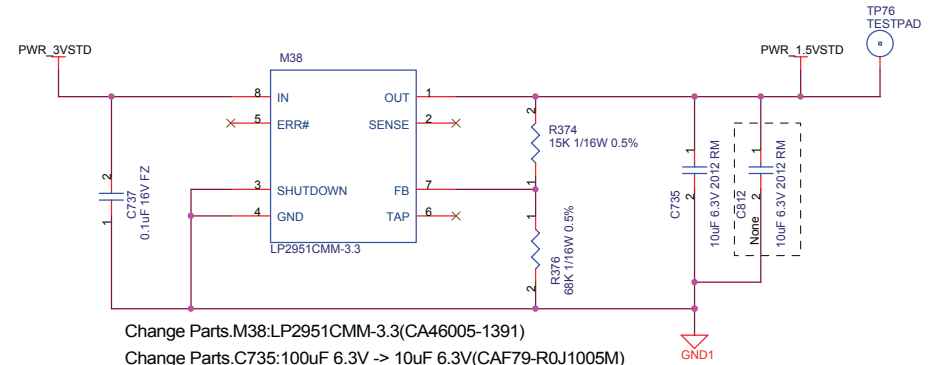 TP76
TESTPAD
PWR_3VSTD
PWR_1.5VSTD
M38
8 IN
OUT 1
5 ERR#
SENSE 2
3 SHUTDOWN
FB 7
4 GND
TAP 6
LP2951CMM-3.3
2
1
C737
0.1uF 16V FZ
2
R374
15K 1/16W 0.5%
1
1
R376
68K 1/16W 0.5%
2
1
2
C735
10uF 6.3V 2012 RM
1
None 2
C812
10uF 6.3V 2012 RM
GND1
Change Parts.M38:LP2951CMM-3.3(CA46005-1391)
Change Parts.C735:100uF 6.3V -> 10uF 6.3V(CAF79-R0J1005M)